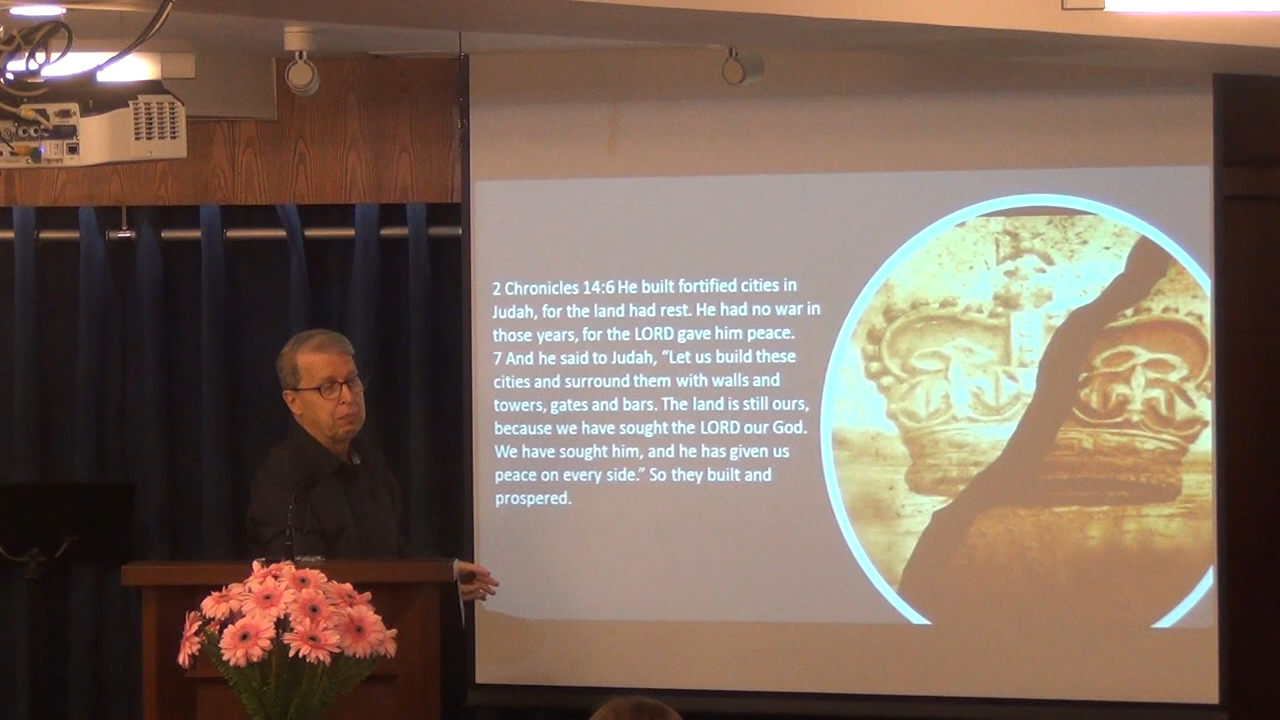 2 Chronicles 14:6 He built fortified cities in
Judah, for the land had rest. He had no war in
those years, for the LORD gave him peace.
7 And he said to Judah, “Let us build these
cities and surround them with walls and
towers, gates and bars. The land is still ours,
because we have sought the LORD our God.
We have sought him, and he has given us
peace on every side.” So they built and
prospered.